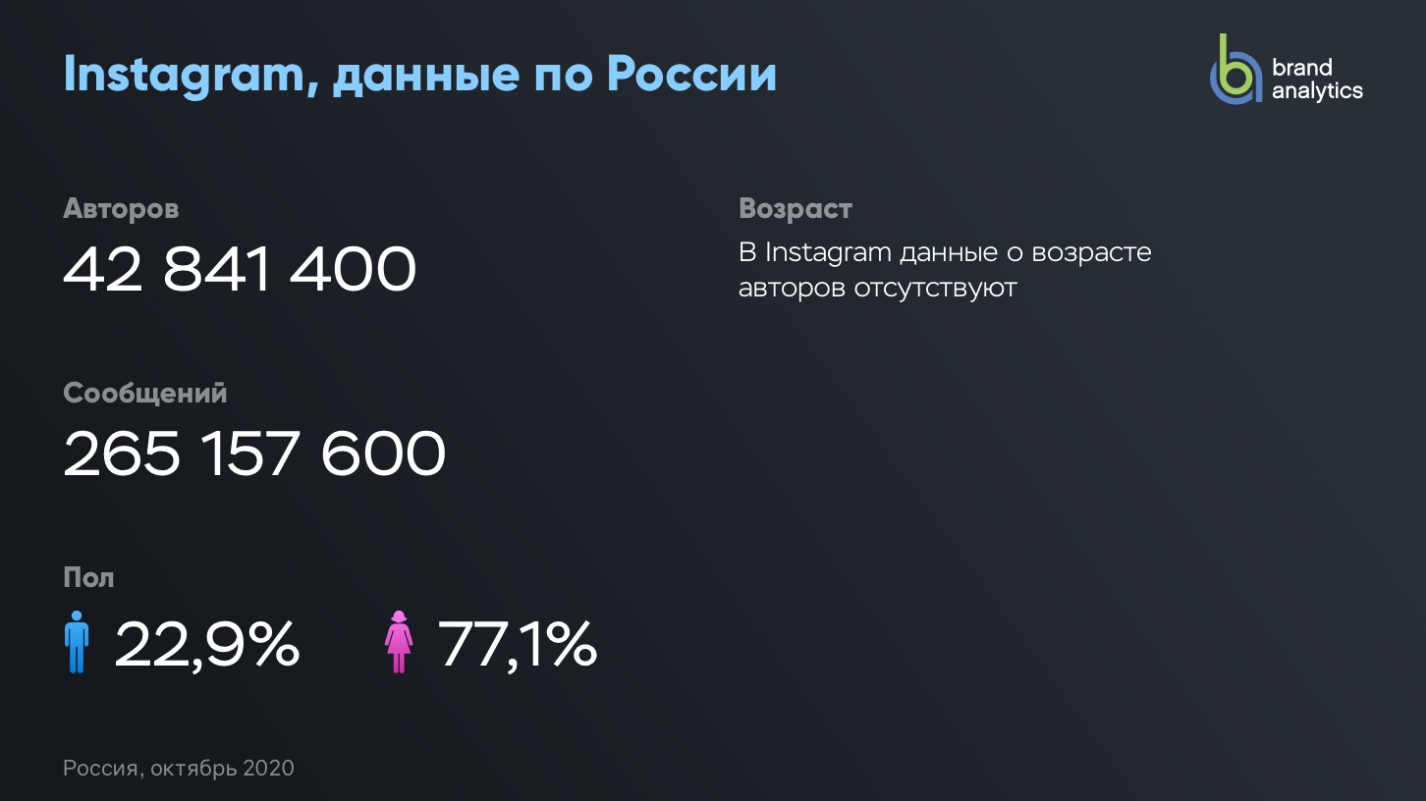 Instagram, данные по России
brand
analytics
Авторов
42 841 400
Возраст
В Instagram данные о возрасте
авторов отсутствуют
Сообщений
265 157 600
Пол
22,9%
77,1%
Россия, октябрь 2020